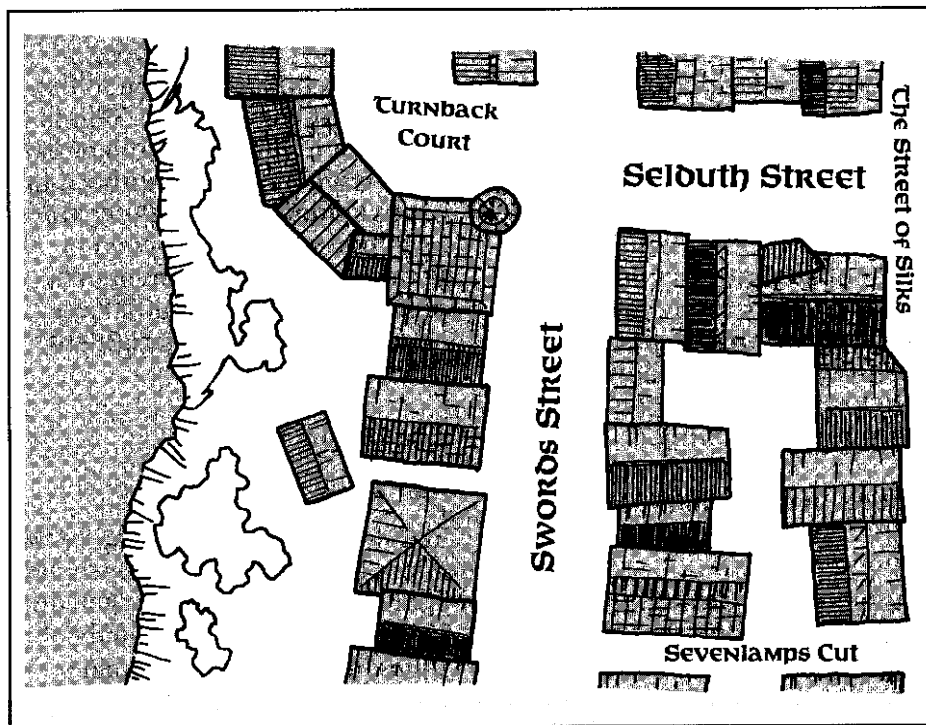 Turnback
Court
Selduth Street
The Street of Silks
Swords Street
Sevenlamps Cut